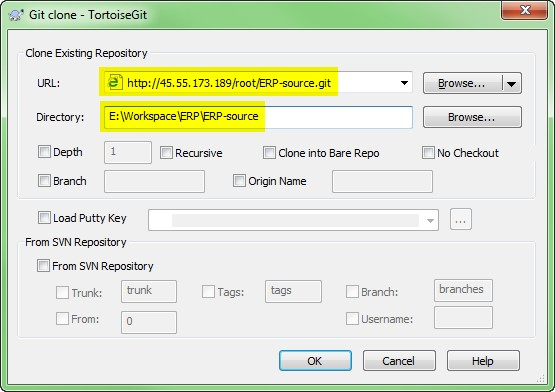 Git clone - TortoiseGit
Clone Existing Repository
URL: http://45.55.173.189/root/ERP-source.git Browse...
Directory: E:\Workspace\ERP\ERP-source Browse...
Depth 1 Recursive Clone into Bare Repo No Checkout
Branch Origin Name
Load Putty Key ...
From SVN Repository
From SVN Repository
Trunk: trunk Tags: tags Branch: branches
From: 0 Username:
OK Cancel Help